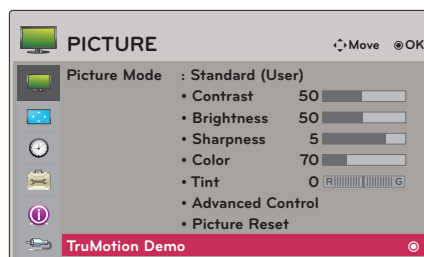 PICTURE Move OK
Picture Mode : Standard (User)
• Contrast 50
• Brightness 50
• Sharpness 5
• Color 70
• Tint 0 R G
• Advanced Control
• Picture Reset
TruMotion Demo